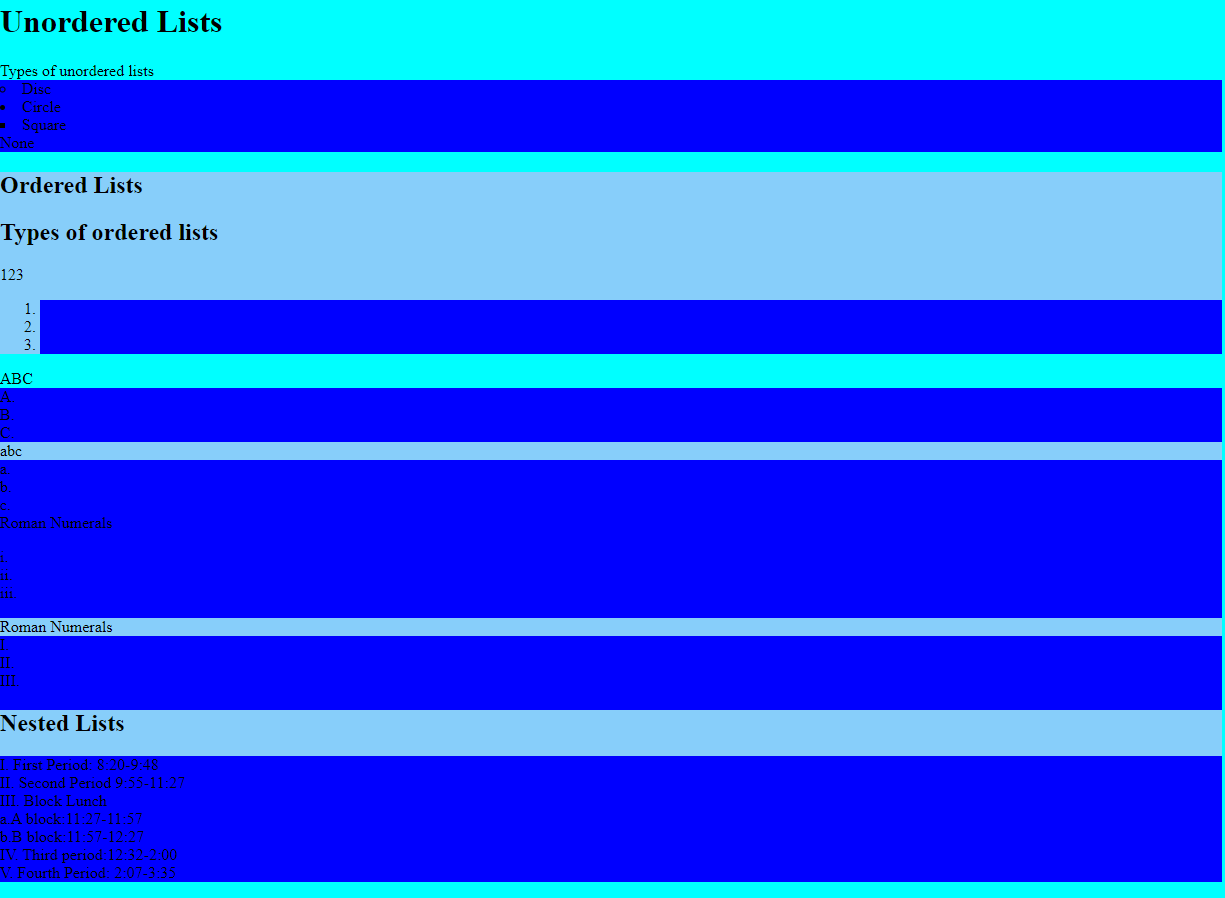 Unordered Lists
Types of unordered lists
Disc
Circle
Square
None
Ordered Lists
Types of ordered lists
123
1.
2.
3.
ABC
A.
B.
C.
abc
a.
b.
c.
Roman Numerals
i.
ii.
iii.
Roman Numerals
I.
II.
III.
Nested Lists
I. First Period: 8:20-9:48
II. Second Period 9:55-11:27
III. Block Lunch
a.A block:11:27-11:57
b.B block:11:57-12:27
IV. Third period 12:32-2:00
V. Fourth Period: 2:07-3:35